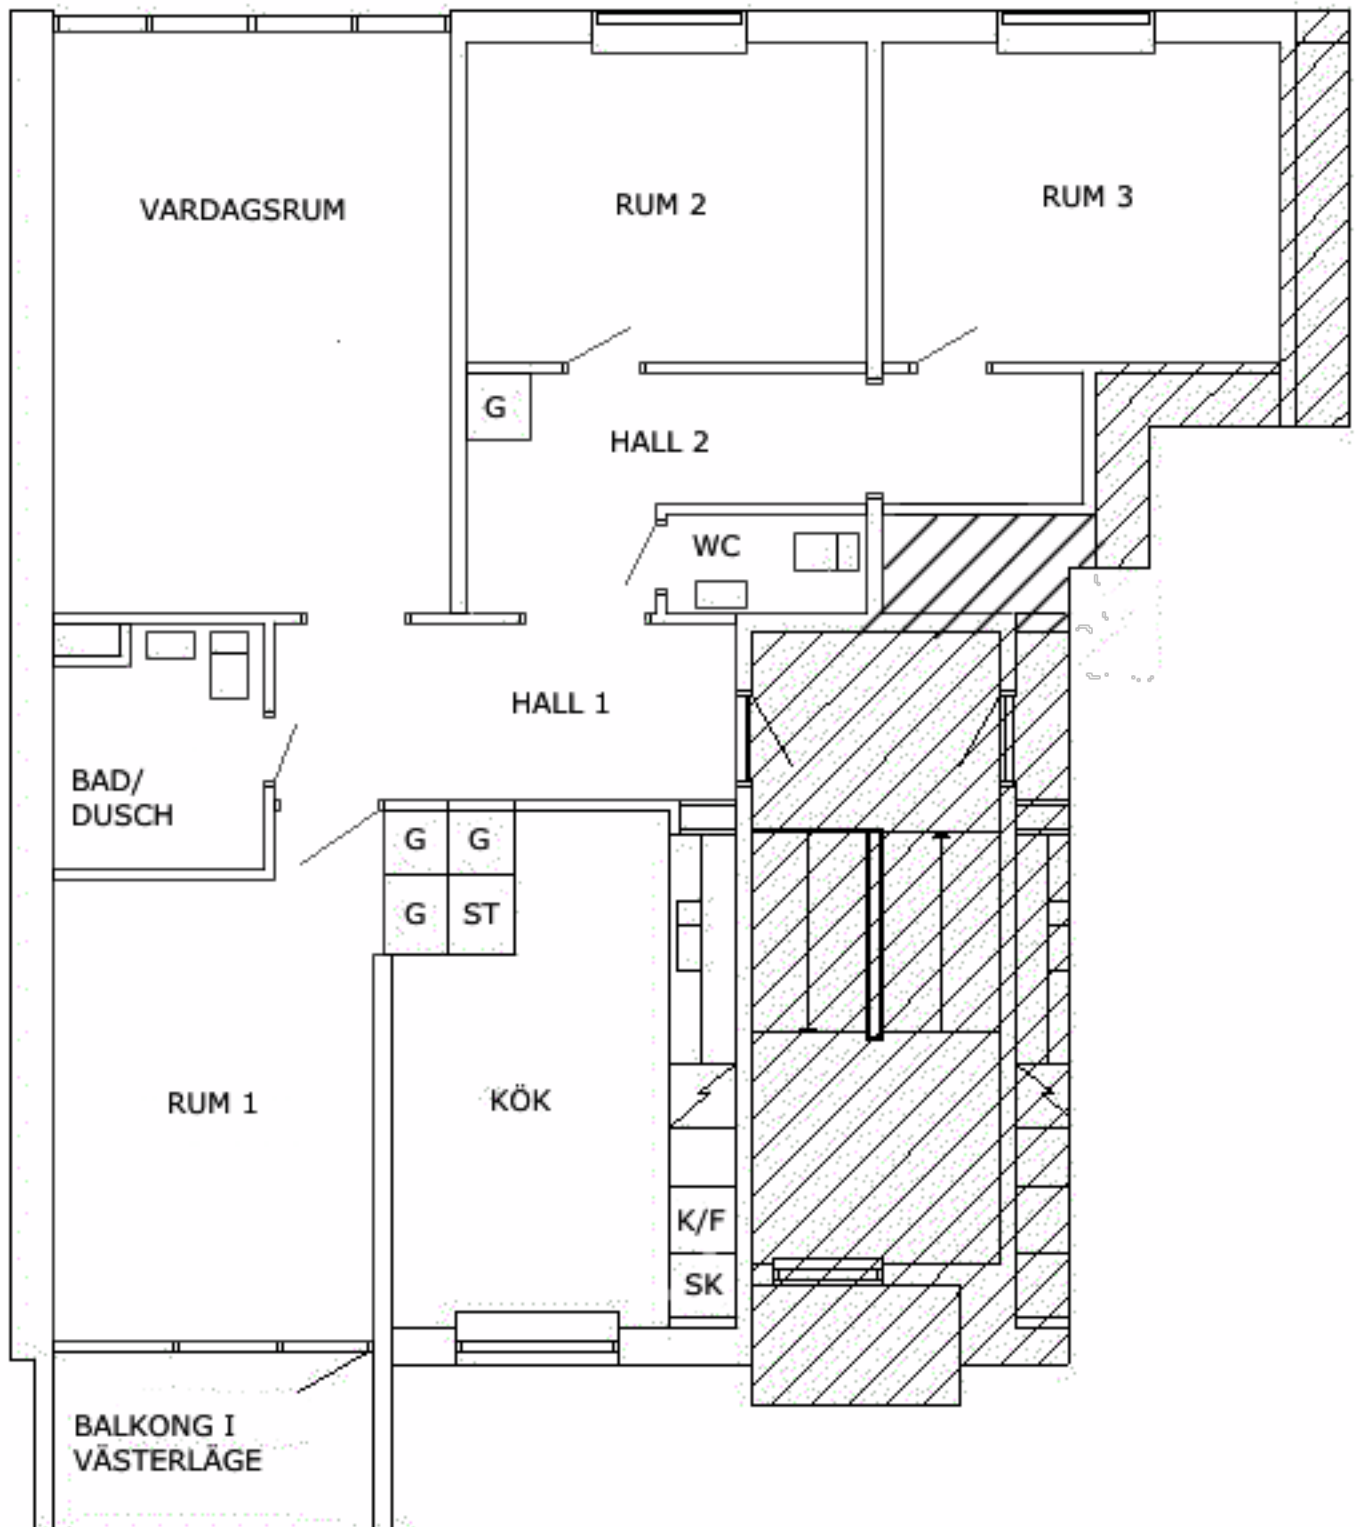 VARDAGSRUM
RUM 2
RUM 3
G
HALL 2
WC
HALL 1
BAD/
DUSCH
G G
G ST
RUM 1
KÖK
K/F
SK
BALKONG I
VÄSTERLÄGE